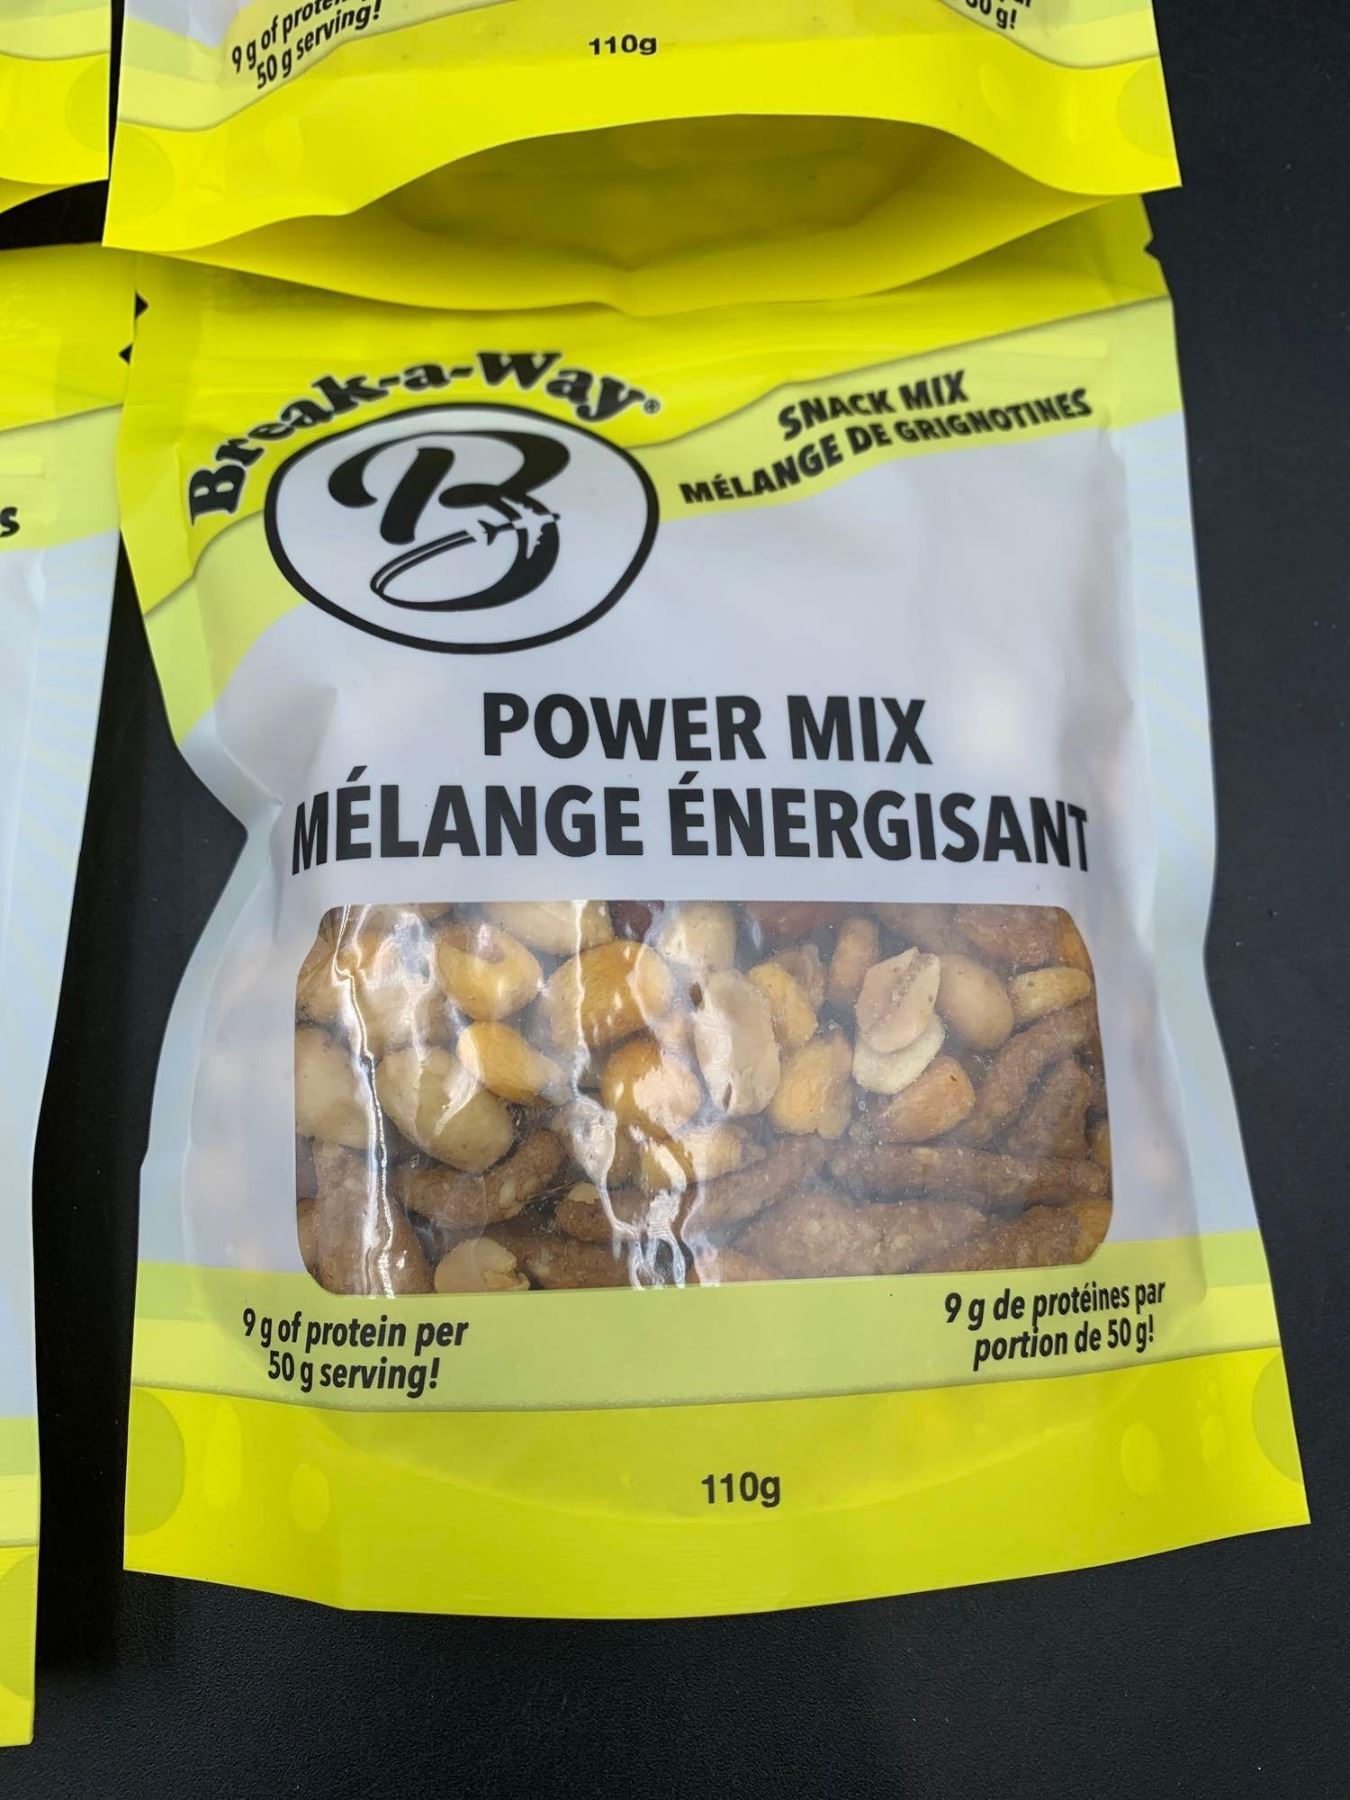 9 g of protein
50 g serving!
110g
50 g!
s
Break-a-Way®
B
SNACK MIX
MÉLANGE DE GRIGNOTINES
POWER MIX
MÉLANGE ÉNERGISANT
9 g of protein per
50 g serving!
9 g de protéines par
portion de 50 g!
110g